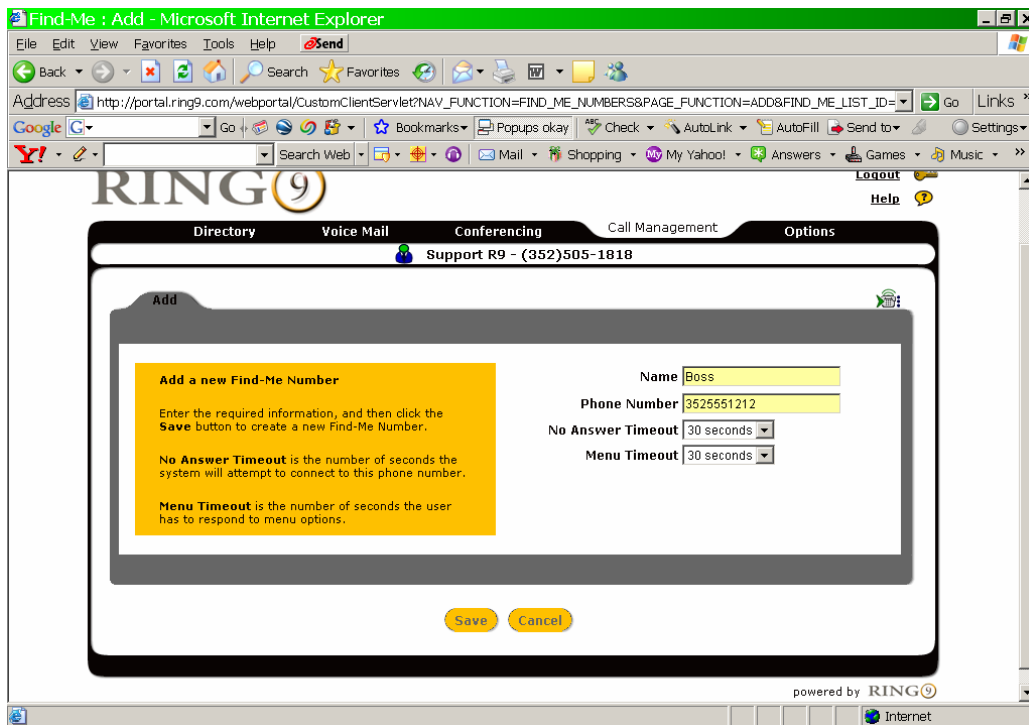 Find-Me : Add - Microsoft Internet Explorer
File Edit View Favorites Tools Help Send
Back Search Favorites
Address http://portal.ring9.com/webportal/CustomClientServlet?NAV_FUNCTION=FIND_ME_NUMBERS&PAGE_FUNCTION=ADD&FIND_ME_LIST_ID= Go Links »
Google G Go Bookmarks Popups okay ABC Check AutoLink AutoFill Send to Settings
Y! Search Web Mail Shopping My Yahoo! Answers Games Music »
RING 9
Logout
Help
Directory Voice Mail Conferencing Call Management Options
Support R9 - (352)505-1818
Add
Add a new Find-Me Number
Enter the required information, and then click the
Save button to create a new Find-Me Number.
No Answer Timeout is the number of seconds the
system will attempt to connect to this phone number.
Menu Timeout is the number of seconds the user
has to respond to menu options.
Name Boss
Phone Number 3525551212
No Answer Timeout 30 seconds
Menu Timeout 30 seconds
Save Cancel
powered by RING 9
Internet